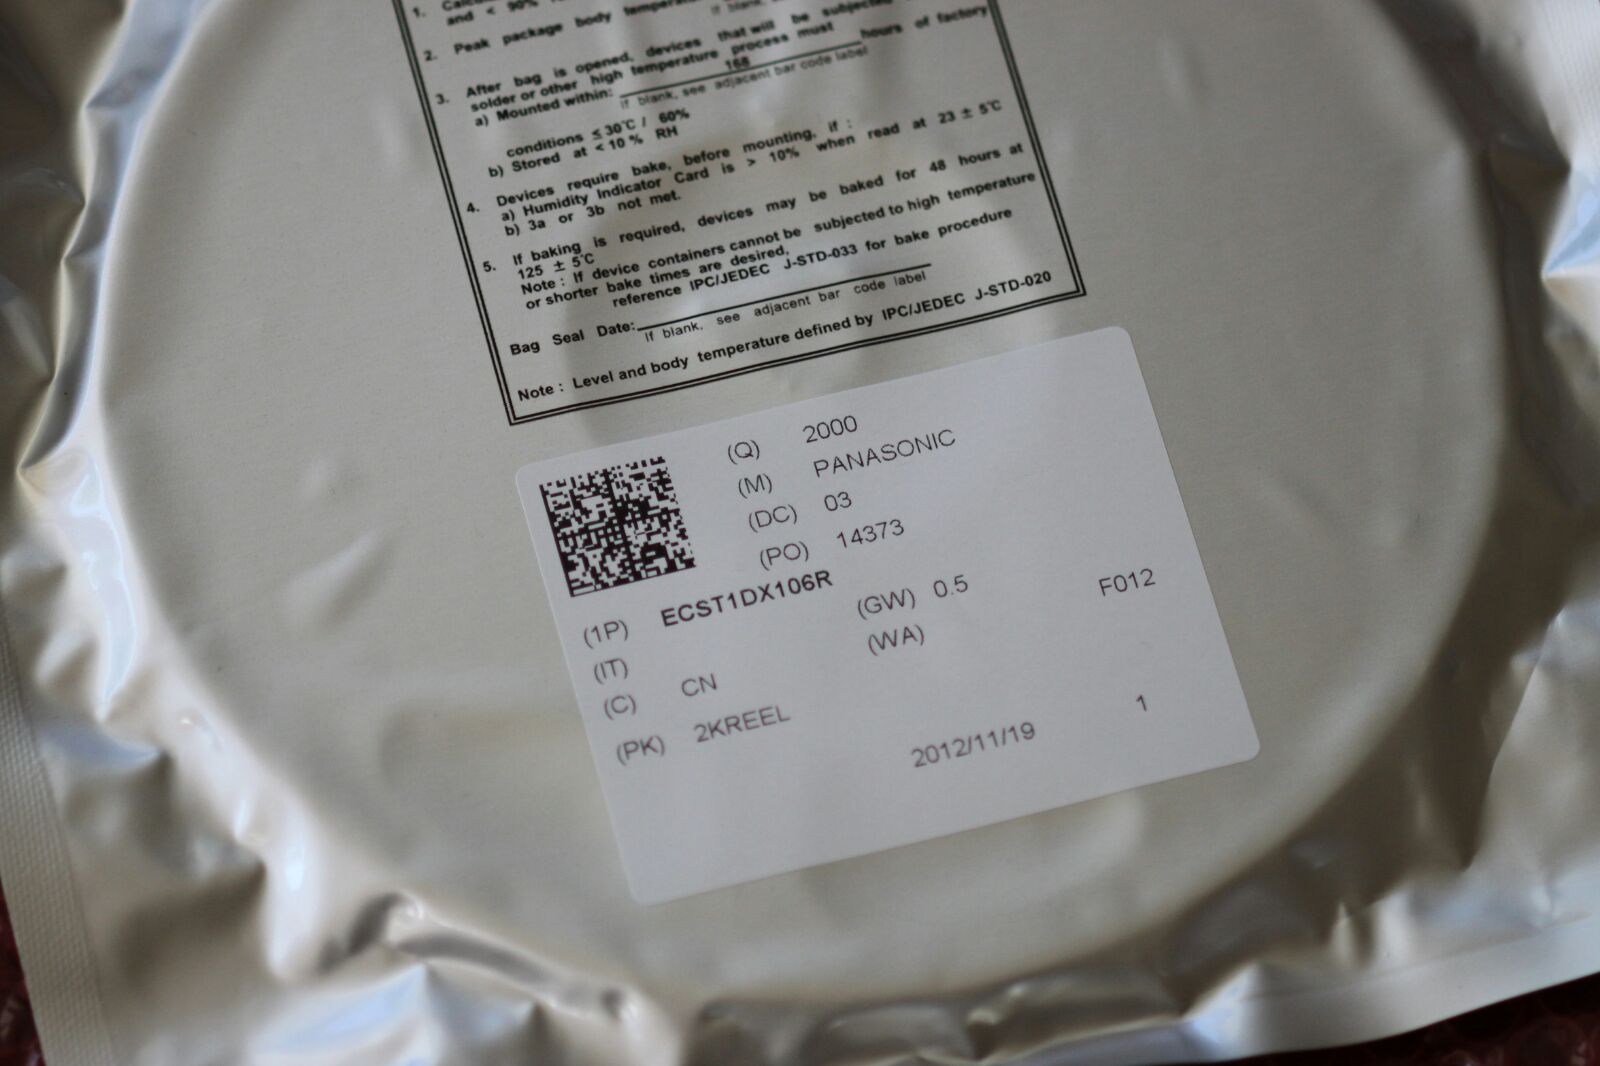 1.
and < 90%
2. Peak package body
3. After bag is opened, devices that will be subjected
solder or other high temperature process must
a) Mounted within: 168 hours of factory
If blank, see adjacent bar code label
conditions ≤ 30℃ / 60%
b) Stored at < 10 % RH
4. Devices require bake, before mounting, if :
a) Humidity Indicator Card is > 10% when read at 23 ± 5℃
b) 3a or 3b not met.
5. If baking is required, devices may be baked for 48 hours at
125 ± 5℃
Note : If device containers cannot be subjected to high temperature
or shorter bake times are desired,
reference IPC/JEDEC J-STD-033 for bake procedure
Bag Seal Date:
If blank, see adjacent bar code label
Note : Level and body temperature defined by IPC/JEDEC J-STD-020
(Q) 2000
(M) PANASONIC
(DC) 03
(PO) 14373
(1P) ECST1DX106R (GW) 0.5 F012
(IT) (WA)
(C) CN
(PK) 2KREEL 2012/11/19 1